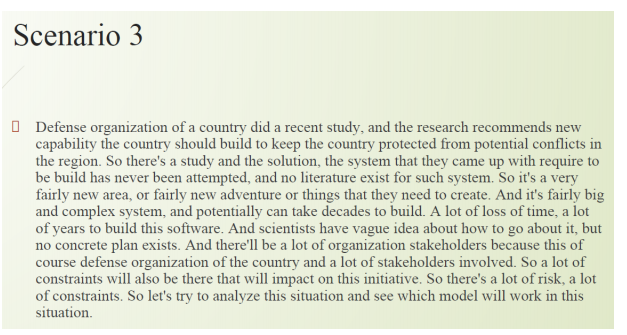 Scenario 3
Defense organization of a country did a recent study, and the research recommends new
capability the country should build to keep the country protected from potential conflicts in
the region. So there's a study and the solution, the system that they came up with require to
be build has never been attempted, and no literature exist for such system. So it's a very
fairly new area, or fairly new adventure or things that they need to create. And it's fairly big
and complex system, and potentially can take decades to build. A lot of loss of time, a lot
of years to build this software. And scientists have vague idea about how to go about it, but
no concrete plan exists. And there'll be a lot of organization stakeholders because this of
course defense organization of the country and a lot of stakeholders involved. So a lot of
constraints will also be there that will impact on this initiative. So there's a lot of risk, a lot
of constraints. So let's try to analyze this situation and see which model will work in this
situation.